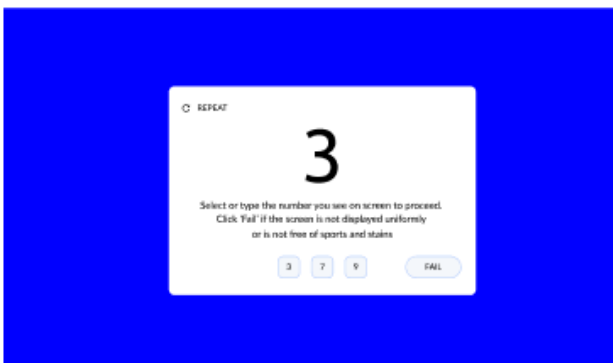 REPEAT
3
Select or type the number you see on screen to proceed.
Click 'Fail' if the screen is not displayed uniformly
or is not free of sports and stains
3 7 9 FAIL